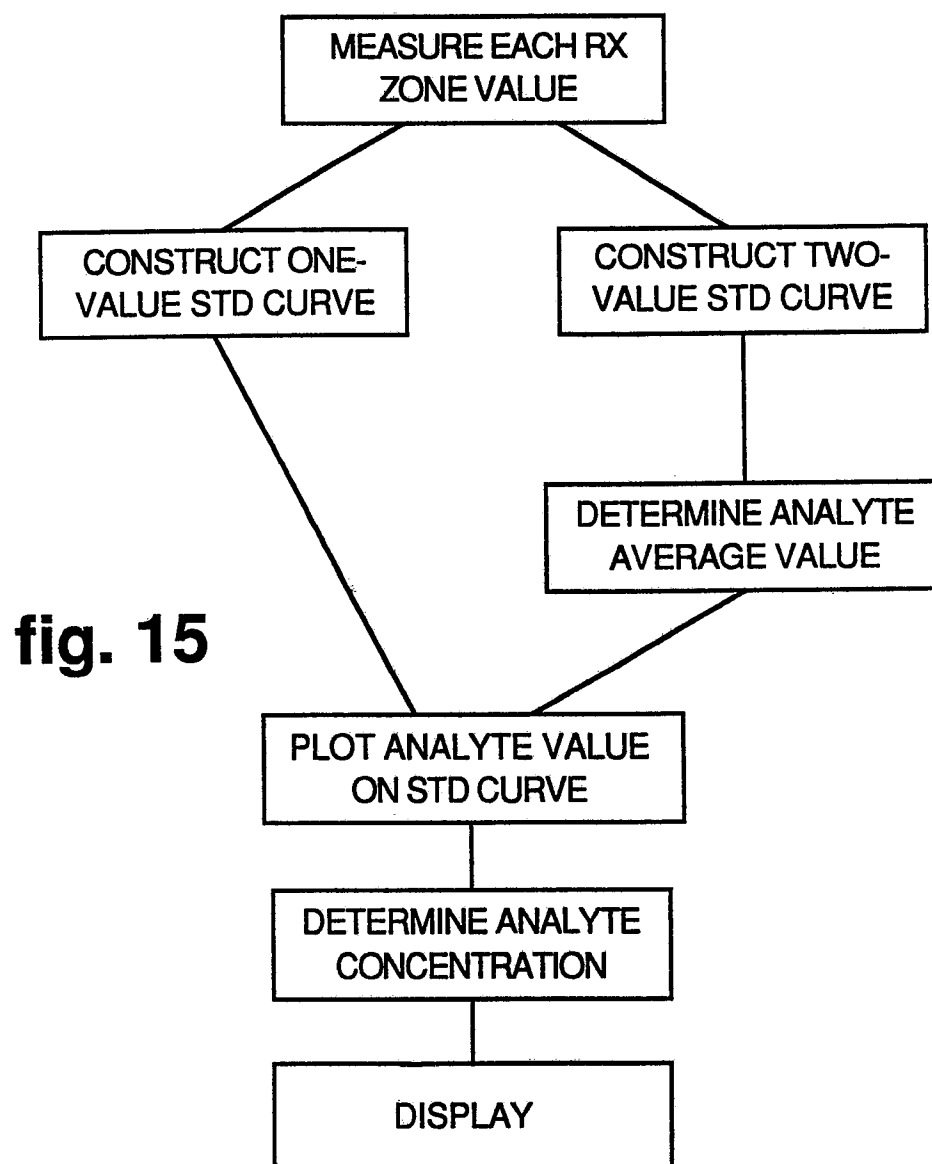 MEASURE EACH RX
ZONE VALUE
CONSTRUCT ONE-
VALUE STD CURVE
CONSTRUCT TWO-
VALUE STD CURVE
DETERMINE ANALYTE
AVERAGE VALUE
fig. 15
PLOT ANALYTE VALUE
ON STD CURVE
DETERMINE ANALYTE
CONCENTRATION
DISPLAY